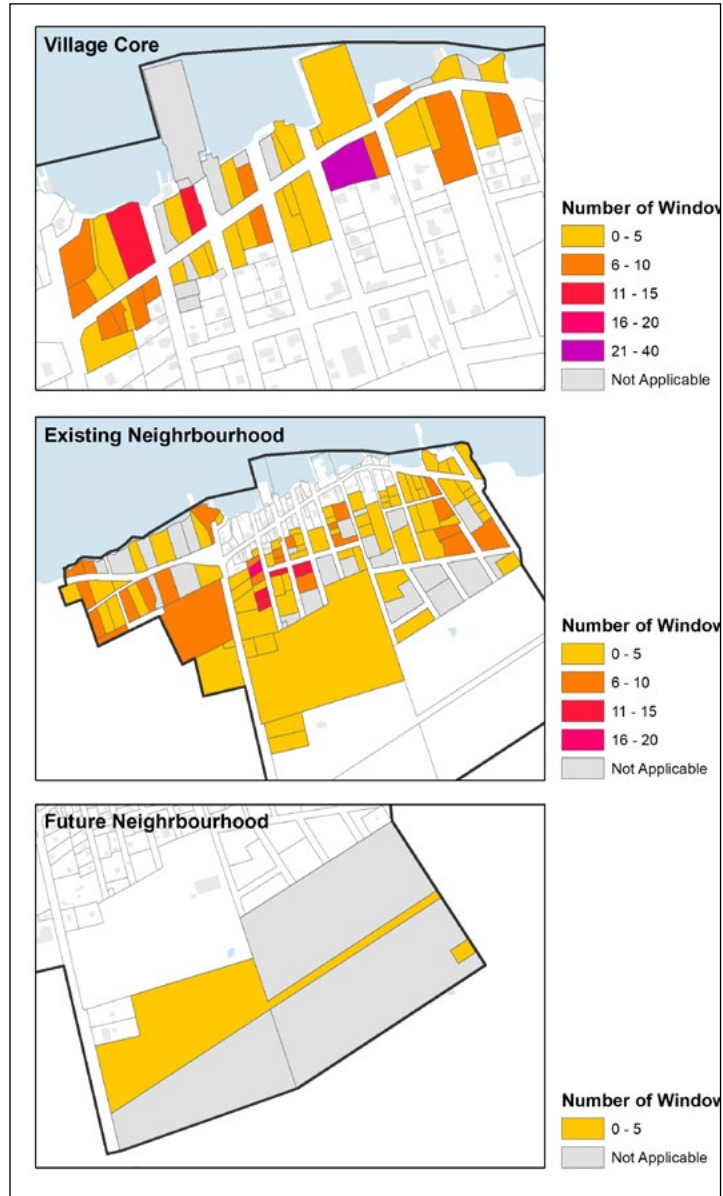 Village Core
Number of Window
0 - 5
6 - 10
11 - 15
16 - 20
21 - 40
Not Applicable
Existing Neighrbourhood
Number of Window
0 - 5
6 - 10
11 - 15
16 - 20
Not Applicable
Future Neighrbourhood
Number of Window
0 - 5
Not Applicable